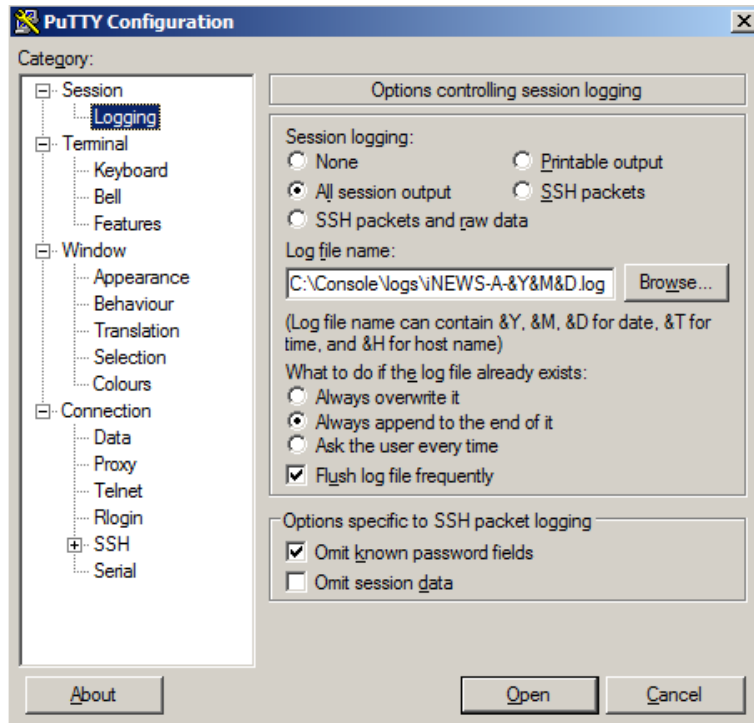 PuTTY Configuration
Category:
Session
Logging
Terminal
Keyboard
Bell
Features
Window
Appearance
Behaviour
Translation
Selection
Colours
Connection
Data
Proxy
Telnet
Rlogin
SSH
Serial
Options controlling session logging
Session logging:
None
Printable output
All session output
SSH packets
SSH packets and raw data
Log file name:
C:\Console\logs\iNEWS-A-&Y&M&D.log
Browse...
(Log file name can contain &Y, &M, &D for date, &T for
time, and &H for host name)
What to do if the log file already exists:
Always overwrite it
Always append to the end of it
Ask the user every time
Flush log file frequently
Options specific to SSH packet logging
Omit known password fields
Omit session data
About
Open
Cancel